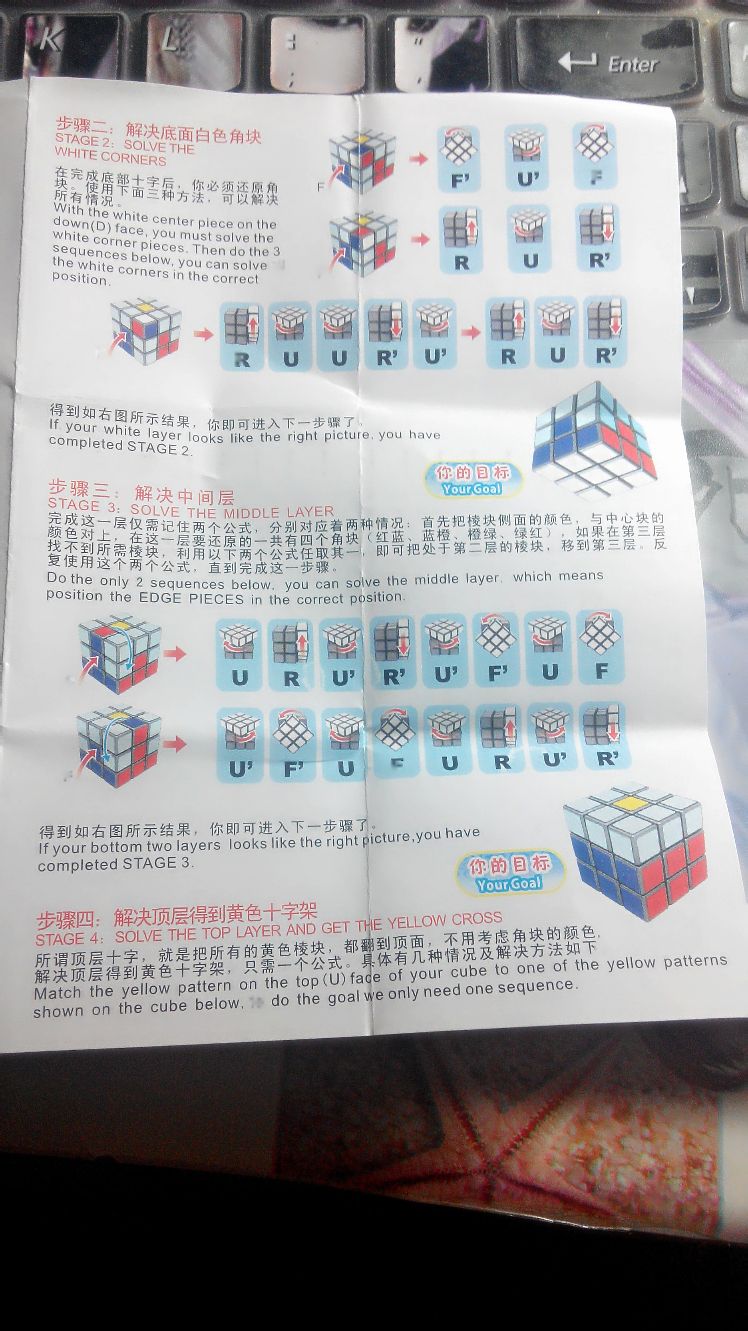 K
L
:
;
"
'
Enter
步骤二：解决底面白色角块
STAGE 2: SOLVE THE
WHITE CORNERS
在完成底部十字后，你必须还原角
块。使用下面三种方法，可以解决
所有情况。
With the white center piece on the
down(D) face, you must solve the
white corner pieces. Then do the 3
sequences below, you can solve
the white corners in the correct
position.
F
F' U' F
R U R'
R U U R' U' R U R'
得到如右图所示结果，你即可进入下一步骤了。
If your white layer looks like the right picture, you have
completed STAGE 2.
你的目标
Your Goal
步骤三：解决中间层
STAGE 3: SOLVE THE MIDDLE LAYER
完成这一层仅需记住两个公式，分别对应着两种情况：首先把棱块侧面的颜色，与中心块的
颜色对上，在这一层要还原的一共有四个角块（红蓝、蓝橙、橙绿、绿红），如果在第三层
找不到所需棱块，利用以下两个公式任取其一，即可把处于第二层的棱块，移到第三层。反
复使用这个两个公式，直到完成这一步骤。
Do the only 2 sequences below, you can solve the middle layer, which means
position the EDGE PIECES in the correct position.
U R U' R' U' F' U F
U' F' U F U R U' R'
得到如右图所示结果，你即可进入下一步骤了。
If your bottom two layers looks like the right picture,you have
completed STAGE 3.
你的目标
Your Goal
步骤四：解决顶层得到黄色十字架
STAGE 4: SOLVE THE TOP LAYER AND GET THE YELLOW CROSS
所谓顶层十字，就是把所有的黄色棱块，都翻到顶面，不用考虑角块的颜色，
解决顶层得到黄色十字架，只需一个公式。具体有几种情况及解决方法如下
Match the yellow pattern on the top(U)face of your cube to one of the yellow patterns
shown on the cube below, do the goal we only need one sequence.